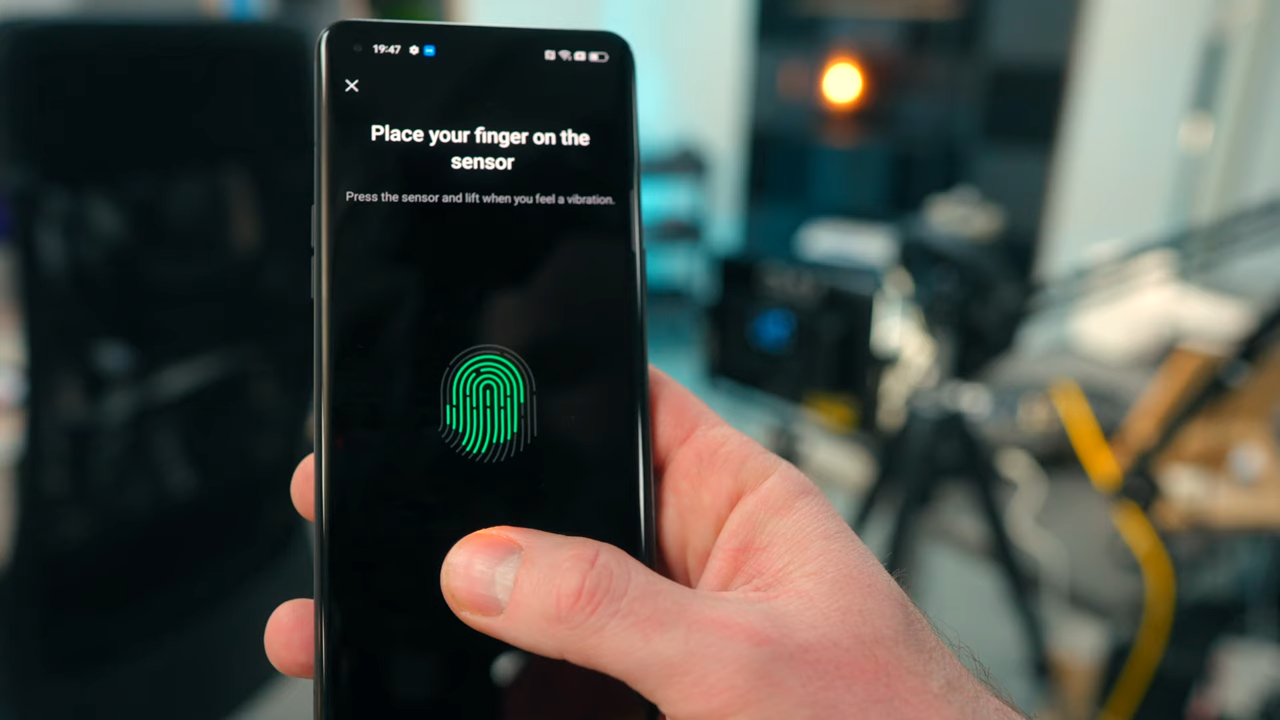 19:47
Place your finger on the
sensor
Press the sensor and lift when you feel a vibration.